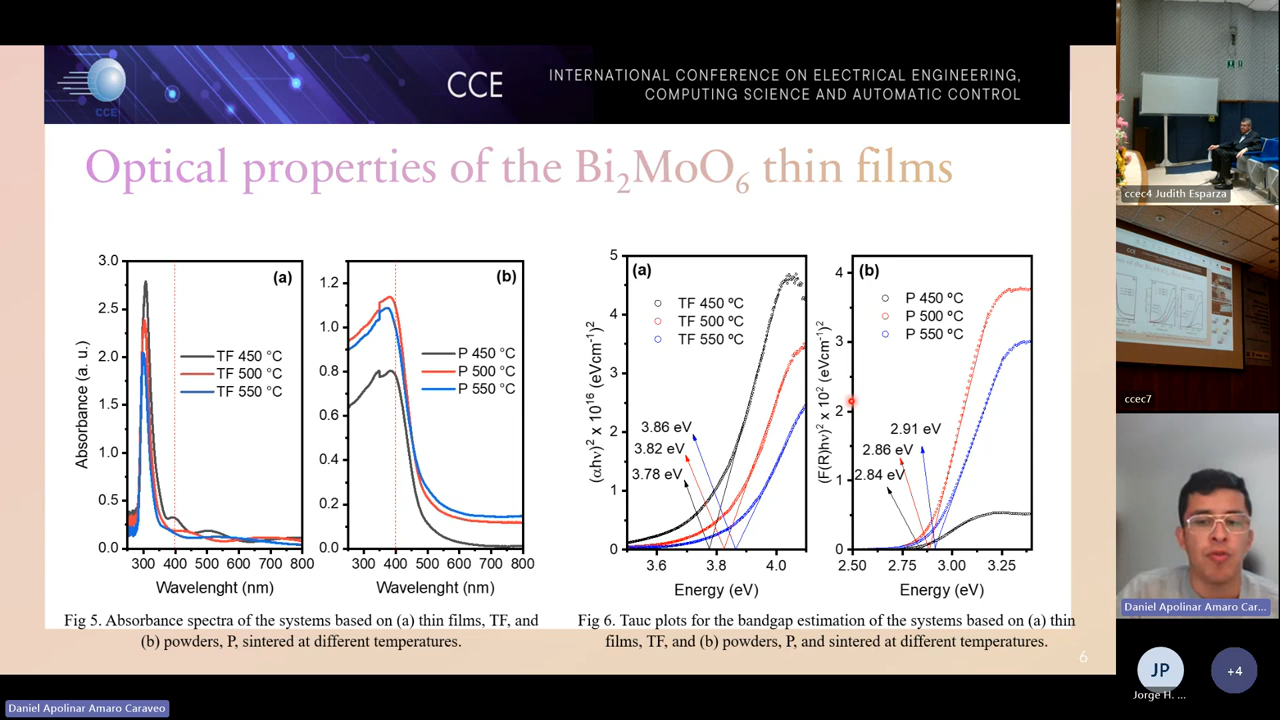 CCE
CCE
INTERNATIONAL CONFERENCE ON ELECTRICAL ENGINEERING,
COMPUTING SCIENCE AND AUTOMATIC CONTROL
Optical properties of the Bi₂MoO₆ thin films
(a)
TF 450 °C
TF 500 °C
TF 550 °C
3.0
2.5
2.0
1.5
1.0
0.5
0.0
Absorbance (a. u.)
300 400 500 600 700 800
Wavelenght (nm)
(b)
P 450 °C
P 500 °C
P 550 °C
1.2
1.0
0.8
0.6
0.4
0.2
0.0
300 400 500 600 700 800
Wavelenght (nm)
Fig 5. Absorbance spectra of the systems based on (a) thin films, TF, and
(b) powders, P, sintered at different temperatures.
(a)
TF 450 ºC
TF 500 ºC
TF 550 ºC
3.86 eV
3.82 eV
3.78 eV
5
4
3
2
1
0
(αhν)² x 10¹⁶ (eVcm⁻¹)²
3.6 3.8 4.0
Energy (eV)
(b)
P 450 ºC
P 500 ºC
P 550 ºC
2.91 eV
2.86 eV
2.84 eV
4
3
2
1
0
(F(R)hν)² x 10² (eVcm⁻¹)²
2.50 2.75 3.00 3.25
Energy (eV)
Fig 6. Tauc plots for the bandgap estimation of the systems based on (a) thin
films, TF, and (b) powders, P, and sintered at different temperatures.
6
Daniel Apolinar Amaro Caraveo
ccec4 Judith Esparza
CCE
ccec7
Daniel Apolinar Amaro Car...
JP
Jorge H. ...
+4